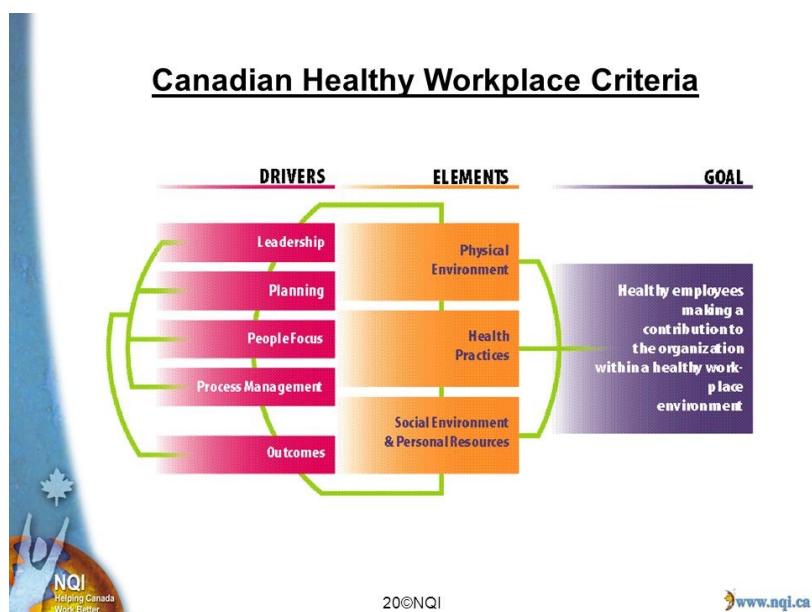 Canadian Healthy Workplace Criteria
DRIVERS
ELEMENTS
GOAL
Leadership
Planning
People Focus
Process Management
Outcomes
Physical
Environment
Health
Practices
Social Environment
& Personal Resources
Healthy employees
making a
contribution to
the organization
within a healthy work-
place
environment
NQI
Helping Canada
Work Better
20©NQI
www.nqi.ca